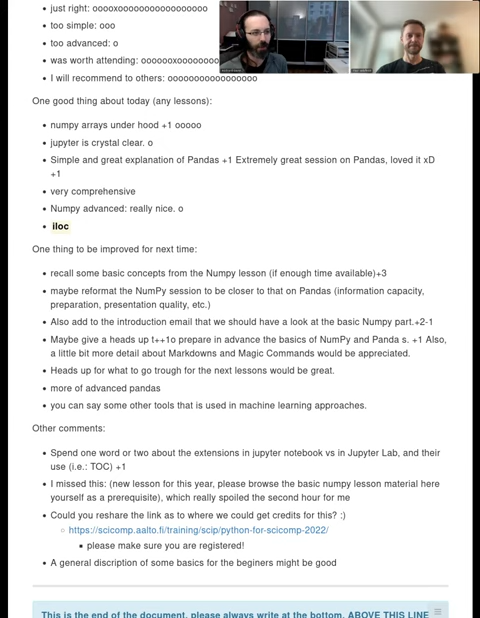 just right: ooooxooooooooooooooooo
too simple: ooo
too advanced: o
was worth attending: ooooooxoooooooo
I will recommend to others: ooooooooooooooooo
One good thing about today (any lessons):
numpy arrays under hood +1 ooooo
jupyter is crystal clear. o
Simple and great explanation of Pandas +1 Extremely great session on Pandas, loved it xD
+1
very comprehensive
Numpy advanced: really nice. o
iloc
One thing to be improved for next time:
recall some basic concepts from the Numpy lesson (if enough time available)+3
maybe reformat the NumPy session to be closer to that on Pandas (information capacity,
preparation, presentation quality, etc.)
Also add to the introduction email that we should have a look at the basic Numpy part.+2-1
Maybe give a heads up t++1o prepare in advance the basics of NumPy and Panda s. +1 Also,
a little bit more detail about Markdowns and Magic Commands would be appreciated.
Heads up for what to go trough for the next lessons would be great.
more of advanced pandas
you can say some other tools that is used in machine learning approaches.
Other comments:
Spend one word or two about the extensions in jupyter notebook vs in Jupyter Lab, and their
use (i.e.: TOC) +1
I missed this: (new lesson for this year, please browse the basic numpy lesson material here
yourself as a prerequisite), which really spoiled the second hour for me
Could you reshare the link as to where we could get credits for this? :)
https://scicomp.aalto.fi/training/scip/python-for-scicomp-2022/
please make sure you are registered!
A general discription of some basics for the beginers might be good
This is the end of the document, please always write at the bottom, ABOVE THIS LINE